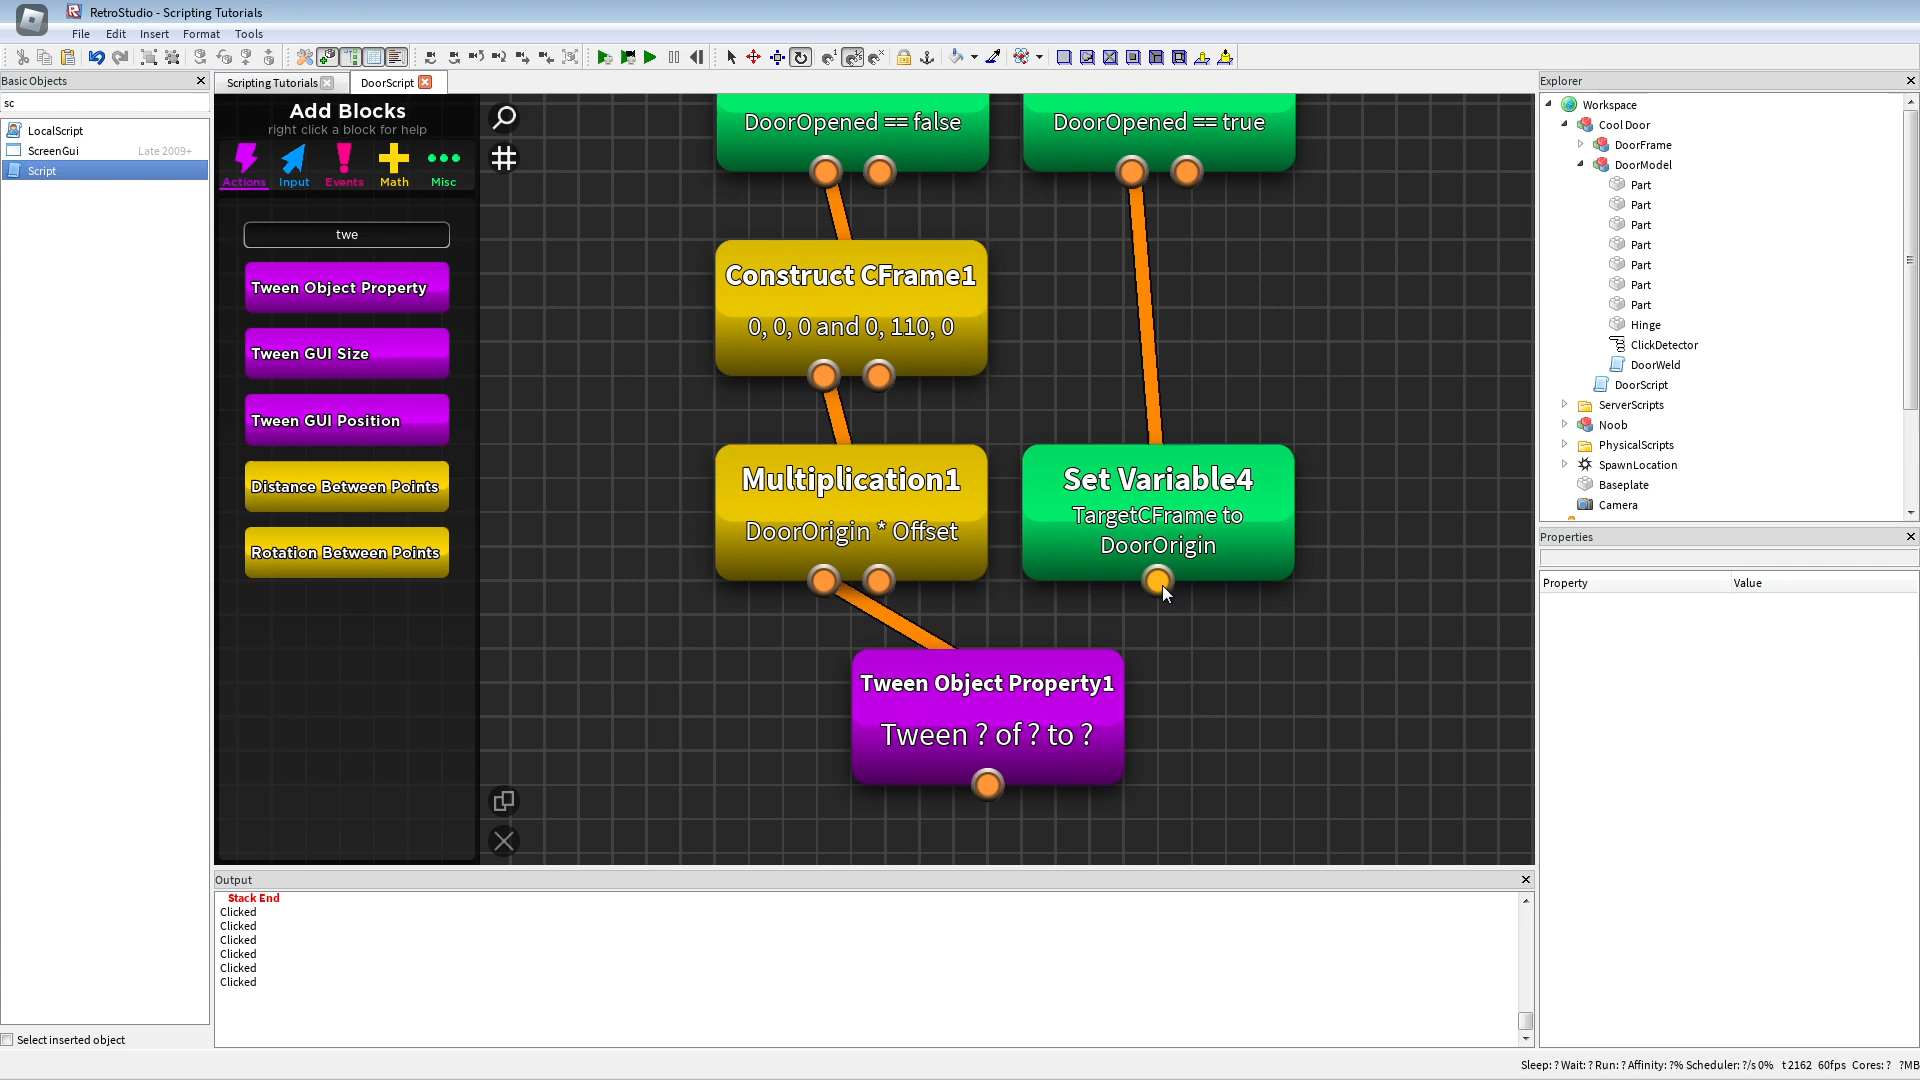 RetroStudio - Scripting Tutorials
File Edit Insert Format Tools
Basic Objects
sc
LocalScript
ScreenGui Late 2009+
Script
Select inserted object
Scripting Tutorials
DoorScript
Add Blocks
right click a block for help
Actions Input Events Math Misc
twe
Tween Object Property
Tween GUI Size
Tween GUI Position
Distance Between Points
Rotation Between Points
DoorOpened == false
DoorOpened == true
Construct CFrame1
0, 0, 0 and 0, 110, 0
Multiplication1
DoorOrigin * Offset
Set Variable4
TargetCFrame to
DoorOrigin
Tween Object Property1
Tween ? of ? to ?
Output
Stack End
Clicked
Clicked
Clicked
Clicked
Clicked
Clicked
Explorer
Workspace
Cool Door
DoorFrame
DoorModel
Part
Part
Part
Part
Part
Part
Part
Hinge
ClickDetector
DoorWeld
DoorScript
ServerScripts
Noob
PhysicalScripts
SpawnLocation
Baseplate
Camera
Properties
Property Value
Sleep: ? Wait: ? Run: ? Affinity: ?% Scheduler: ?/s 0% t 2162 60fps Cores: ? ?MB